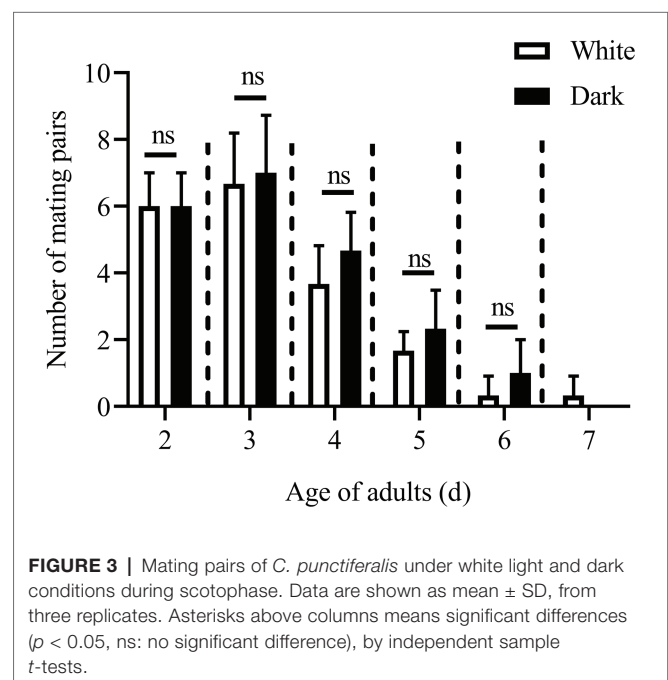 White
Dark
Number of mating pairs
10
8
6
4
2
0
ns
ns
ns
ns
ns
2 3 4 5 6 7
Age of adults (d)
FIGURE 3 | Mating pairs of C. punctiferalis under white light and dark
conditions during scotophase. Data are shown as mean ± SD, from
three replicates. Asterisks above columns means significant differences
(p < 0.05, ns: no significant difference), by independent sample
t-tests.